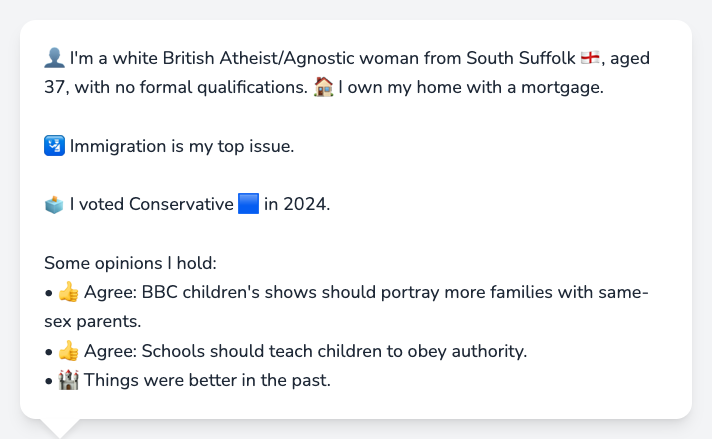 👤 I'm a white British Atheist/Agnostic woman from South Suffolk 🏴󠁧󠁢󠁥󠁮󠁧󠁿, aged
37, with no formal qualifications. 🏠 I own my home with a mortgage.
🛂 Immigration is my top issue.
🗳️ I voted Conservative 🟦 in 2024.
Some opinions I hold:
• 👍 Agree: BBC children's shows should portray more families with same-
sex parents.
• 👍 Agree: Schools should teach children to obey authority.
• 🏰 Things were better in the past.